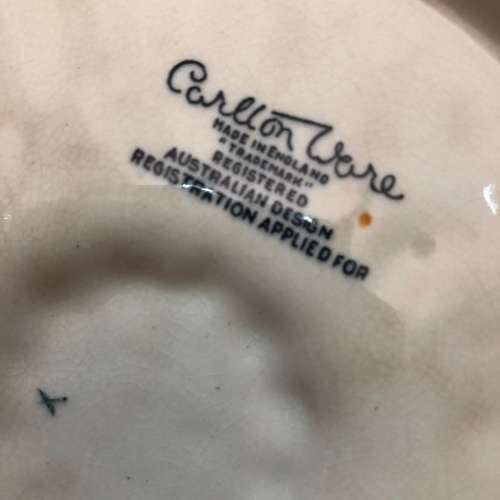 Carlton Ware
MADE IN ENGLAND
"TRADEMARK"
REGISTERED
AUSTRALIAN DESIGN
REGISTRATION APPLIED FOR
X